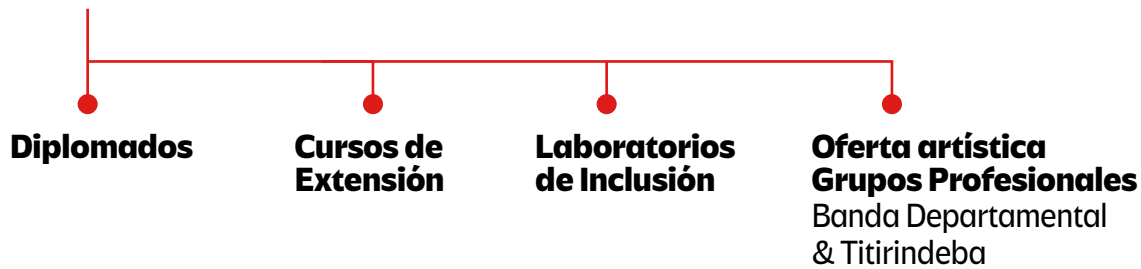 Diplomados
Cursos de
Extensión
Laboratorios
de Inclusión
Oferta artística
Grupos Profesionales
Banda Departamental
& Titirindeba